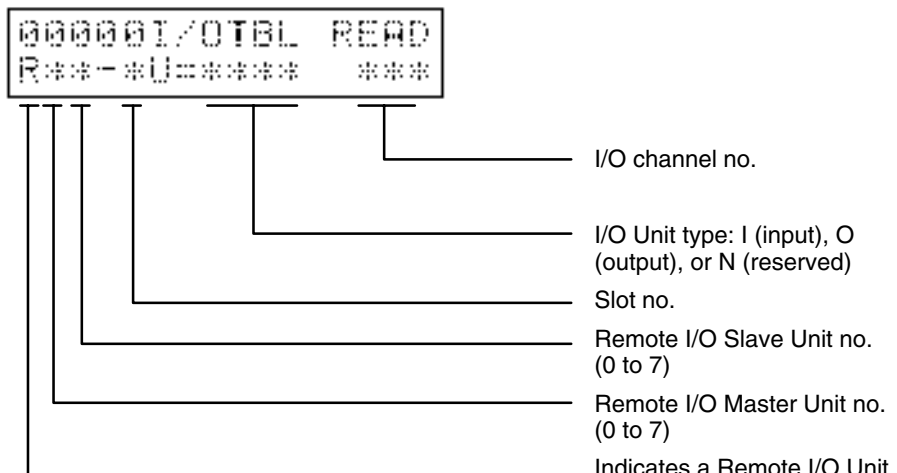 00000I/OTBL READ
R**-*U=**** ***
I/O channel no.
I/O Unit type: I (input), O
(output), or N (reserved)
Slot no.
Remote I/O Slave Unit no.
(0 to 7)
Remote I/O Master Unit no.
(0 to 7)
Indicates a Remote I/O Unit